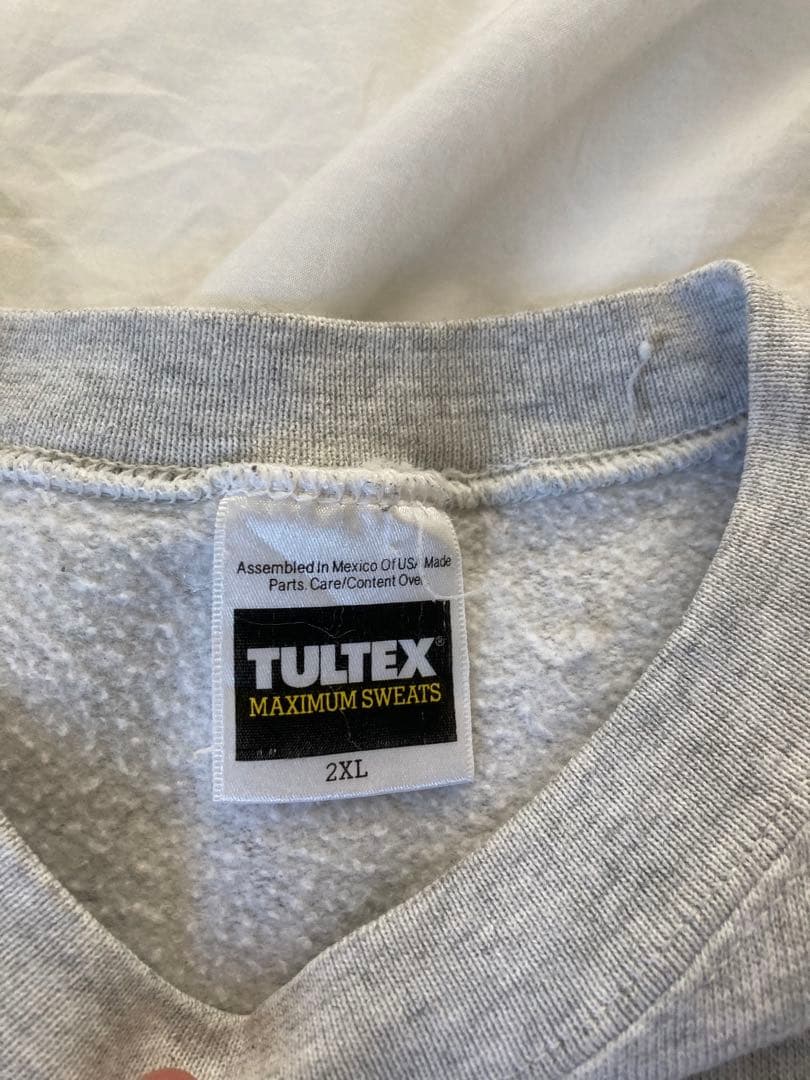 Assembled In Mexico Of USA Made
Parts. Care/Content Over
TULTEX®
MAXIMUM SWEATS
2XL